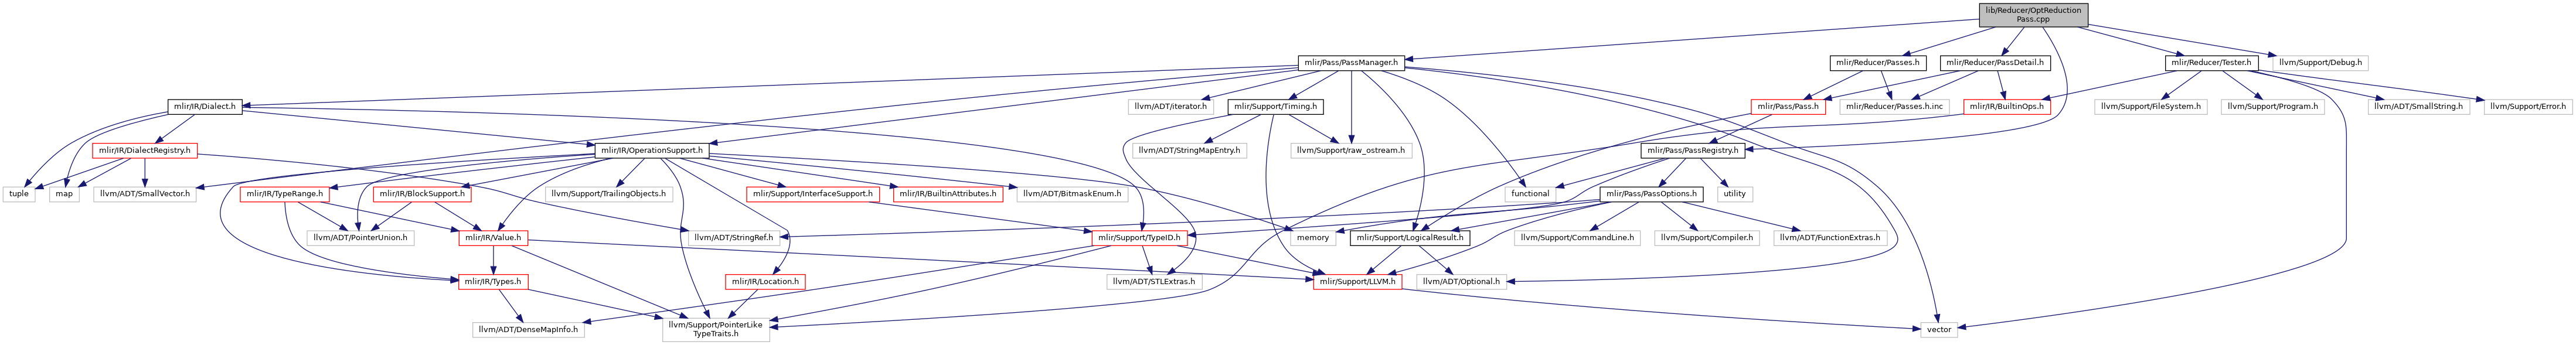 lib/Reducer/OptReduction
Pass.cpp
mlir/Pass/PassManager.h
mlir/Reducer/Passes.h
mlir/Reducer/PassDetail.h
mlir/Reducer/Tester.h
llvm/Support/Debug.h
mlir/IR/Dialect.h
llvm/ADT/iterator.h
mlir/Support/Timing.h
mlir/Pass/Pass.h
mlir/Reducer/Passes.h.inc
mlir/IR/BuiltinOps.h
llvm/Support/FileSystem.h
llvm/Support/Program.h
llvm/ADT/SmallString.h
llvm/Support/Error.h
mlir/IR/DialectRegistry.h
mlir/IR/OperationSupport.h
llvm/ADT/StringMapEntry.h
llvm/Support/raw_ostream.h
mlir/Pass/PassRegistry.h
tuple
map
llvm/ADT/SmallVector.h
mlir/IR/TypeRange.h
mlir/IR/BlockSupport.h
llvm/Support/TrailingObjects.h
mlir/Support/InterfaceSupport.h
mlir/IR/BuiltinAttributes.h
llvm/ADT/BitmaskEnum.h
functional
mlir/Pass/PassOptions.h
utility
llvm/ADT/PointerUnion.h
mlir/IR/Value.h
llvm/ADT/StringRef.h
mlir/Support/TypeID.h
memory
mlir/Support/LogicalResult.h
llvm/Support/CommandLine.h
llvm/Support/Compiler.h
llvm/ADT/FunctionExtras.h
mlir/IR/Types.h
mlir/IR/Location.h
llvm/ADT/STLExtras.h
mlir/Support/LLVM.h
llvm/ADT/Optional.h
llvm/ADT/DenseMapInfo.h
llvm/Support/PointerLike
TypeTraits.h
vector